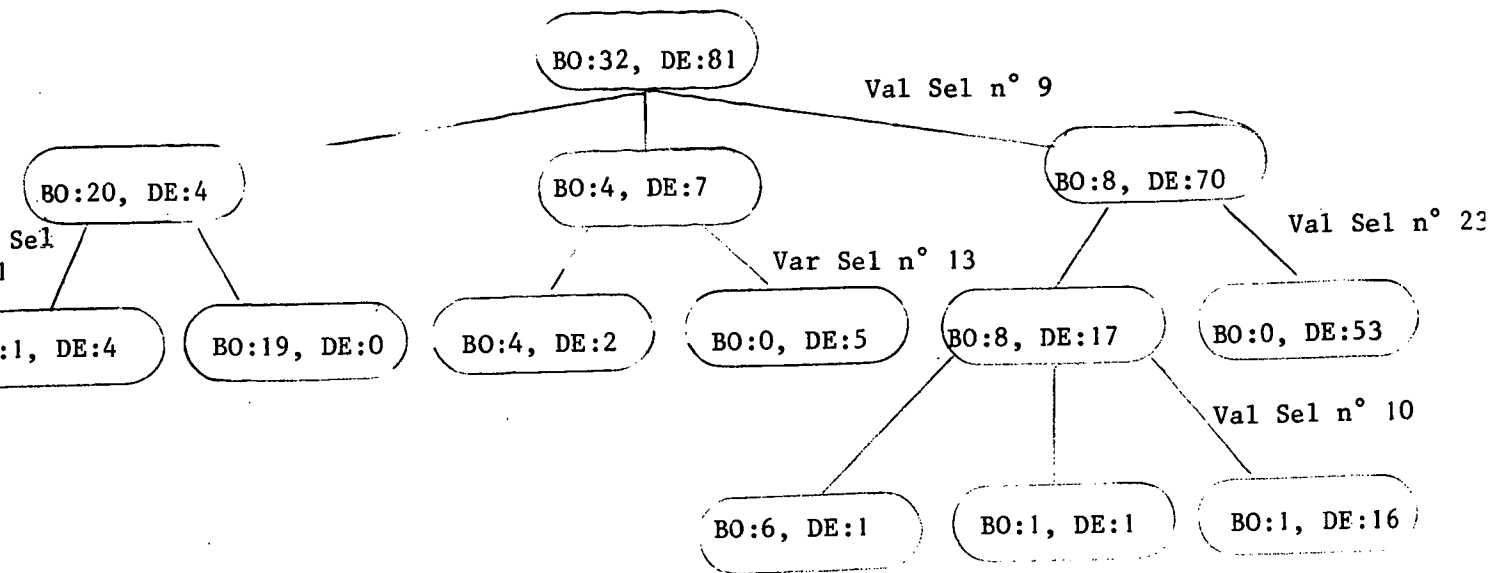 BO:32, DE:81
Val Sel n° 9
BO:20, DE:4
BO:4, DE:7
BO:8, DE:70
Sel
Val Sel n° 23
Var Sel n° 13
:1, DE:4
BO:19, DE:0
BO:4, DE:2
BO:0, DE:5
BO:8, DE:17
BO:0, DE:53
Val Sel n° 10
BO:6, DE:1
BO:1, DE:1
BO:1, DE:16